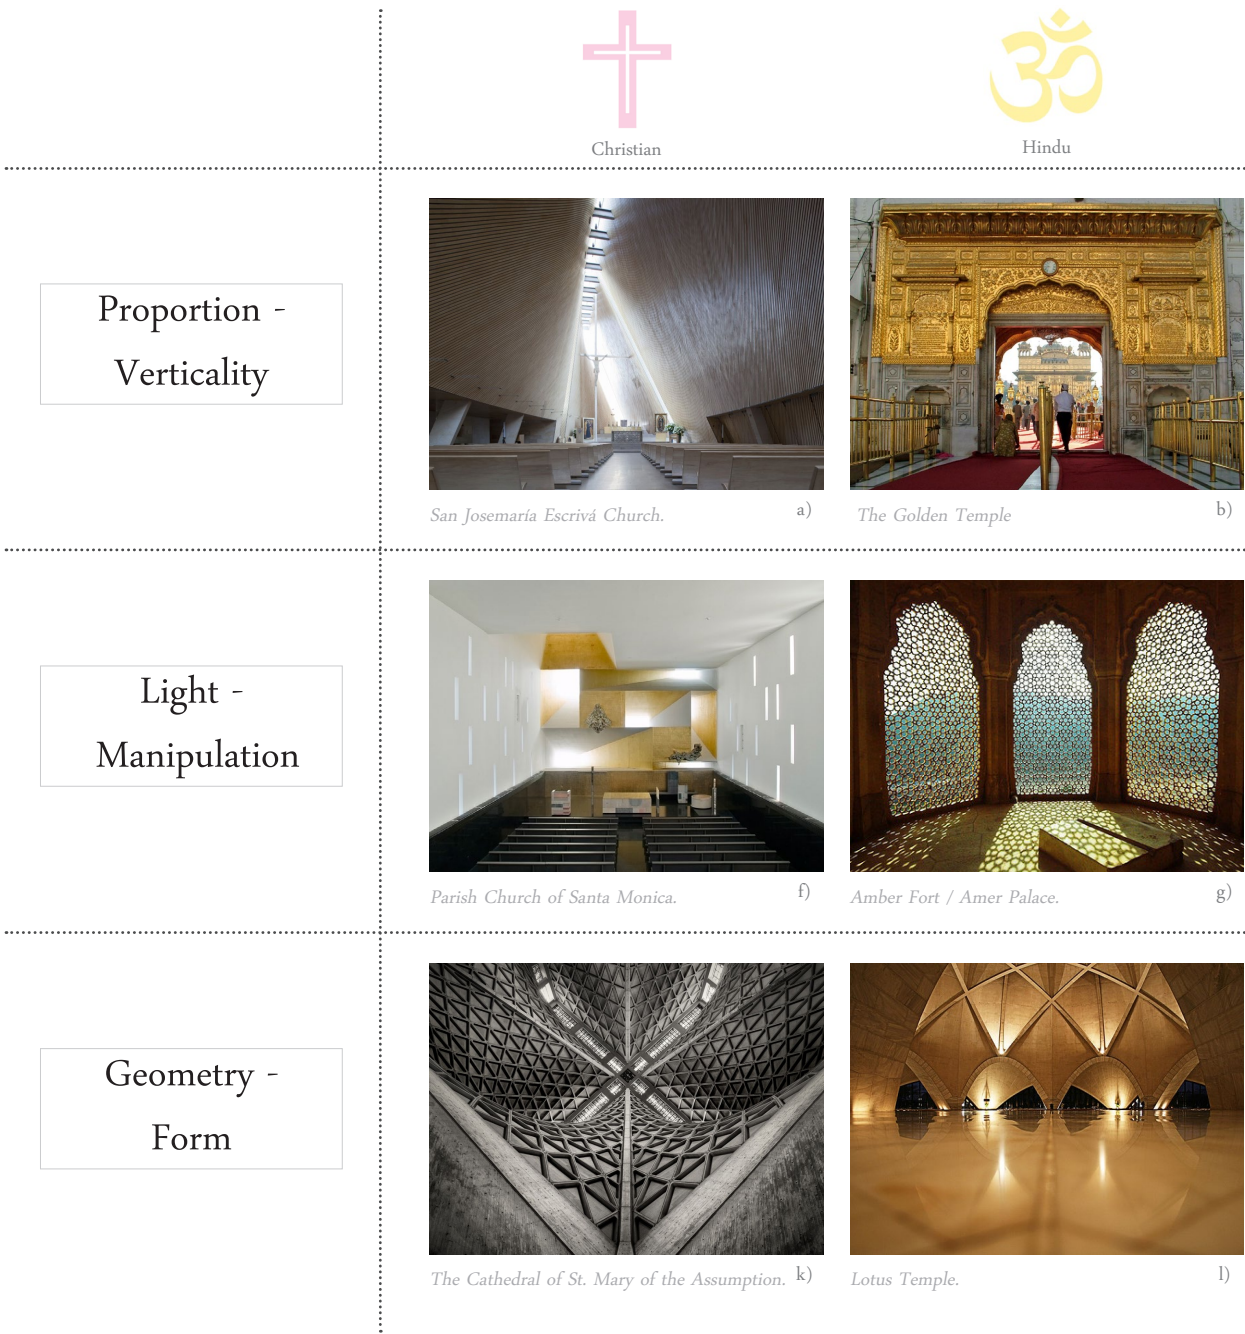 Christian
Hindu
Proportion -
Verticality
San Josemaría Escrivá Church.
a)
The Golden Temple
b)
Light -
Manipulation
Parish Church of Santa Monica.
f)
Amber Fort / Amer Palace.
g)
Geometry -
Form
The Cathedral of St. Mary of the Assumption.
k)
Lotus Temple.
l)